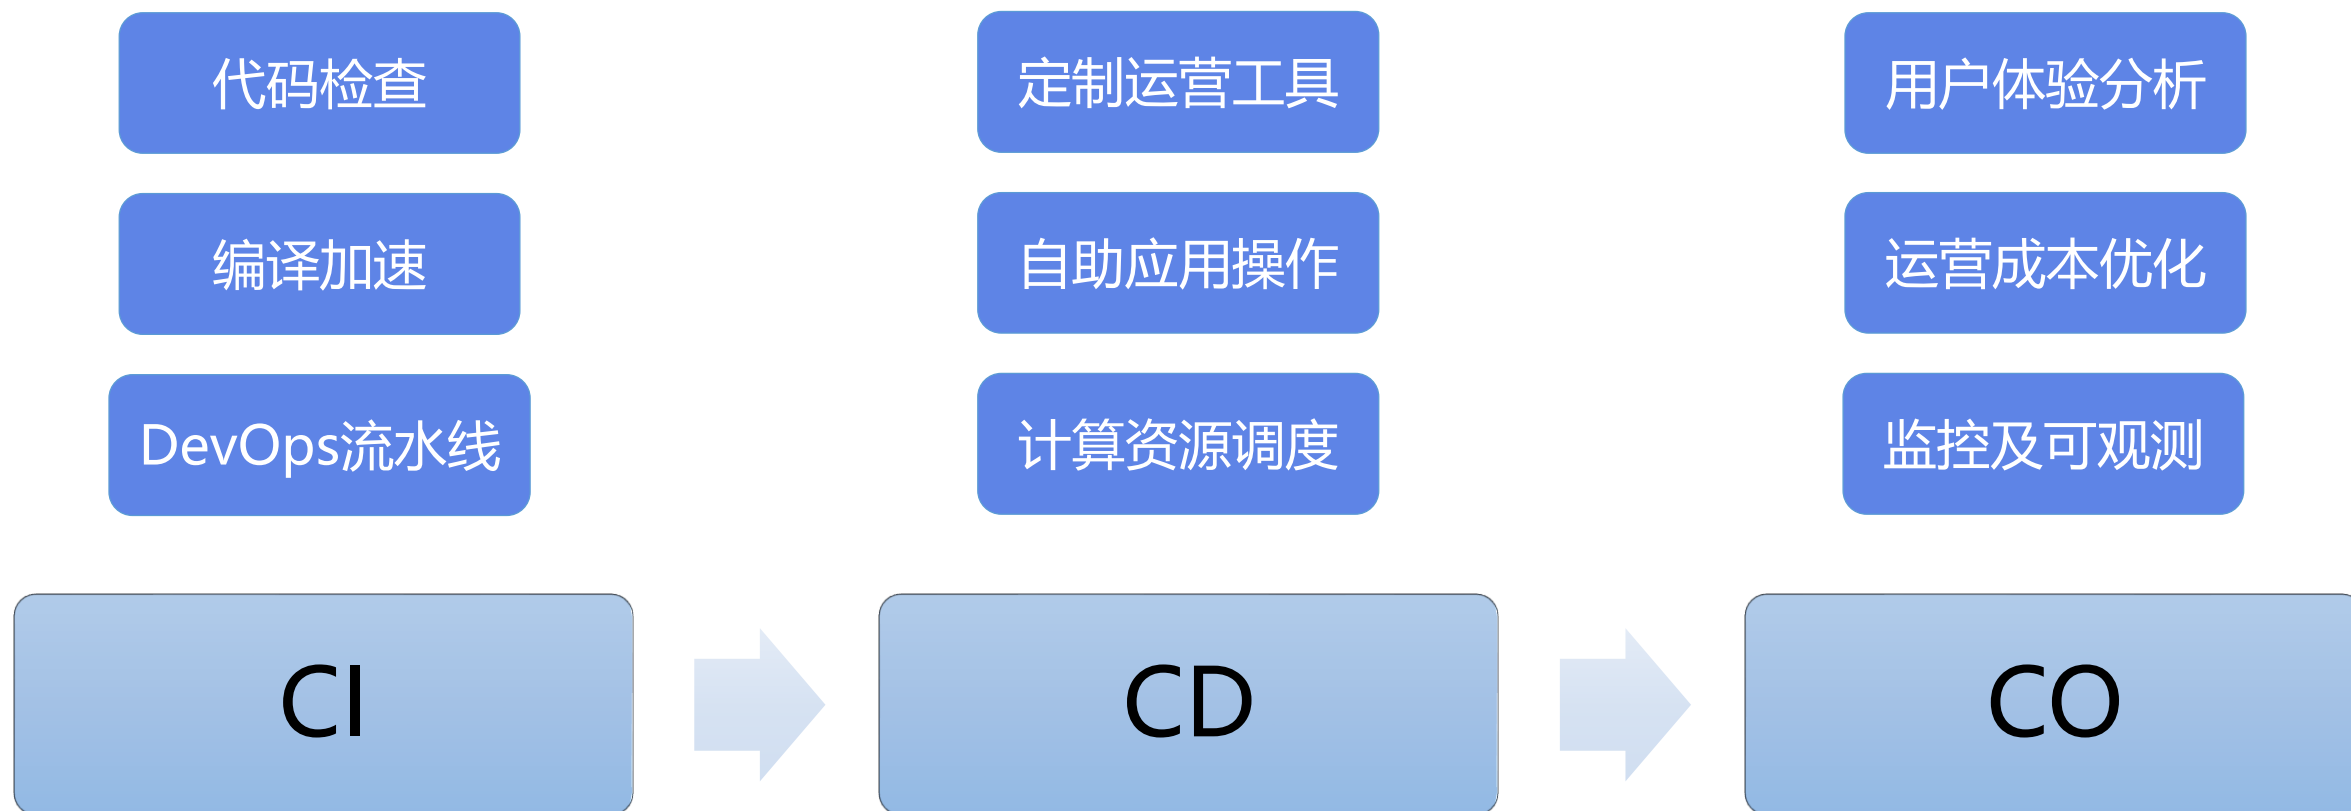 代码检查
定制运营工具
用户体验分析
编译加速
自助应用操作
运营成本优化
DevOps流水线
计算资源调度
监控及可观测
CI
CD
CO